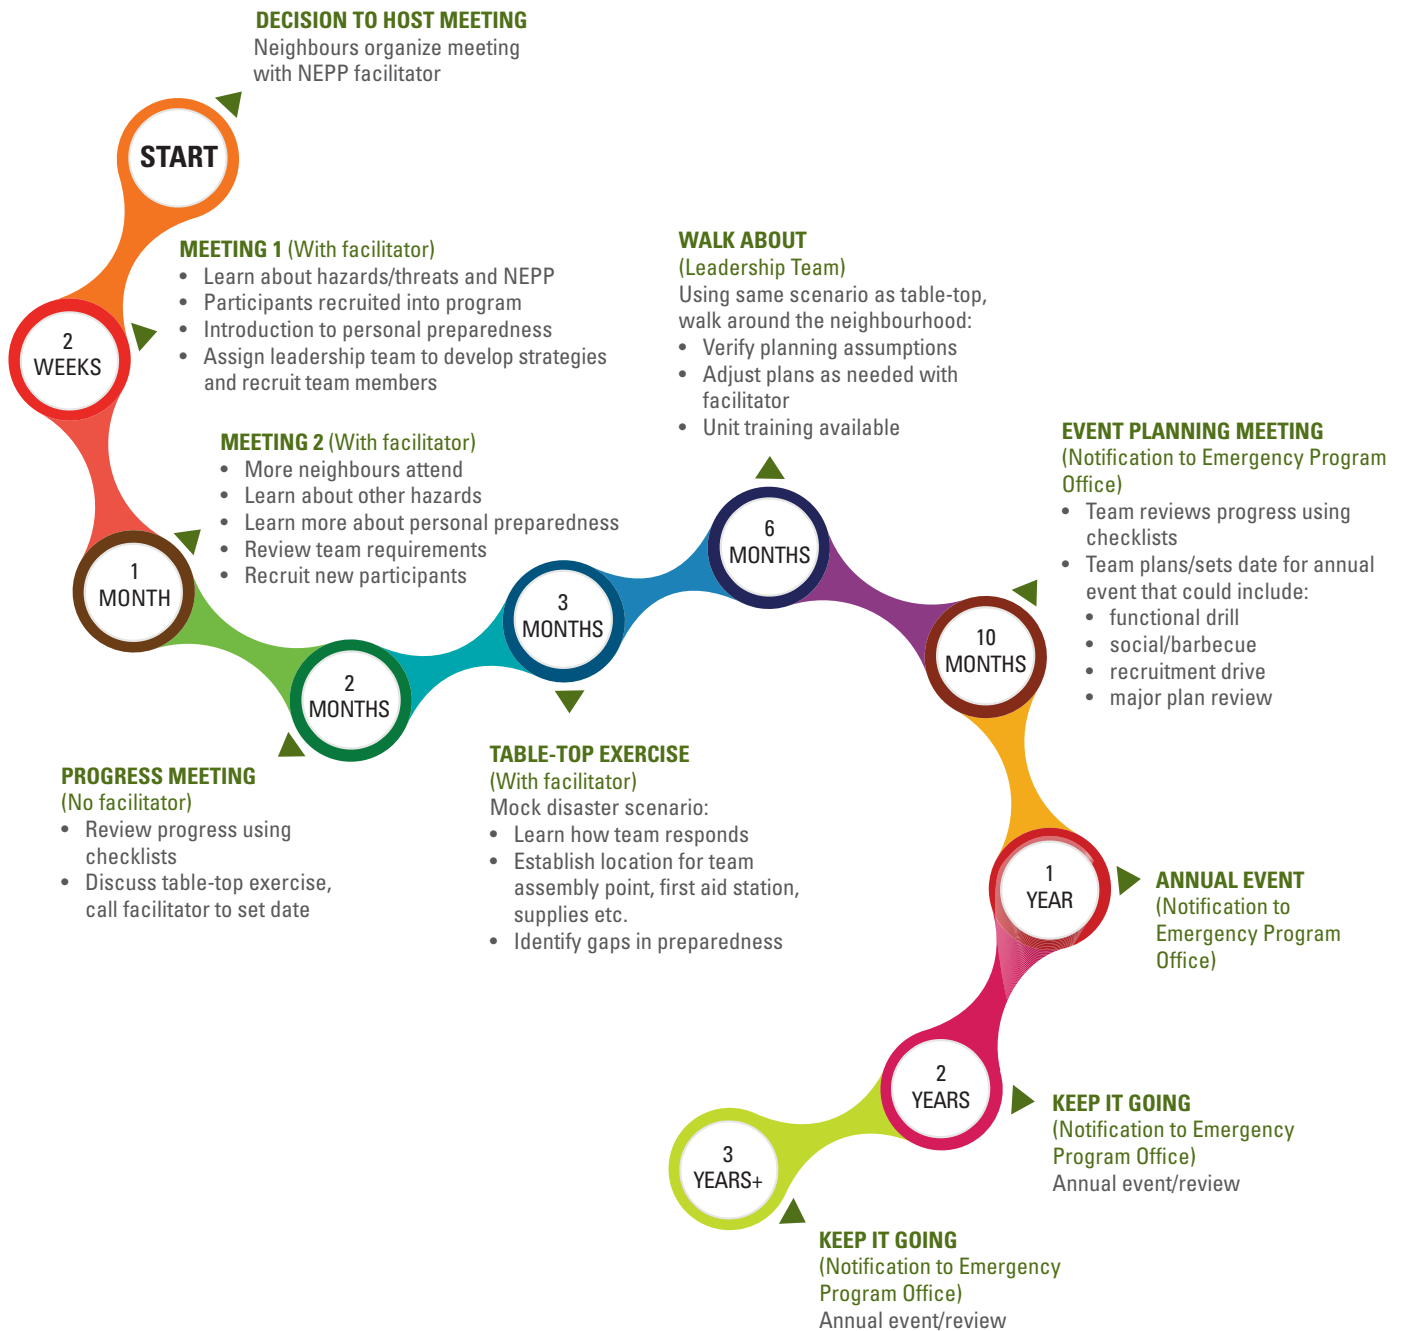 DECISION TO HOST MEETING
Neighbours organize meeting
with NEPP facilitator
START
MEETING 1 (With facilitator)
• Learn about hazards/threats and NEPP
• Participants recruited into program
• Introduction to personal preparedness
• Assign leadership team to develop strategies
and recruit team members
2
WEEKS
MEETING 2 (With facilitator)
• More neighbours attend
• Learn about other hazards
• Learn more about personal preparedness
• Review team requirements
• Recruit new participants
1
MONTH
2
MONTHS
PROGRESS MEETING
(No facilitator)
• Review progress using
checklists
• Discuss table-top exercise,
call facilitator to set date
3
MONTHS
TABLE-TOP EXERCISE
(With facilitator)
Mock disaster scenario:
• Learn how team responds
• Establish location for team
assembly point, first aid station,
supplies etc.
• Identify gaps in preparedness
WALK ABOUT
(Leadership Team)
Using same scenario as table-top,
walk around the neighbourhood:
• Verify planning assumptions
• Adjust plans as needed with
facilitator
• Unit training available
6
MONTHS
EVENT PLANNING MEETING
(Notification to Emergency Program
Office)
• Team reviews progress using
checklists
• Team plans/sets date for annual
event that could include:
• functional drill
• social/barbecue
• recruitment drive
• major plan review
10
MONTHS
1
YEAR
ANNUAL EVENT
(Notification to
Emergency Program
Office)
2
YEARS
KEEP IT GOING
(Notification to Emergency
Program Office)
Annual event/review
3
YEARS+
KEEP IT GOING
(Notification to Emergency
Program Office)
Annual event/review